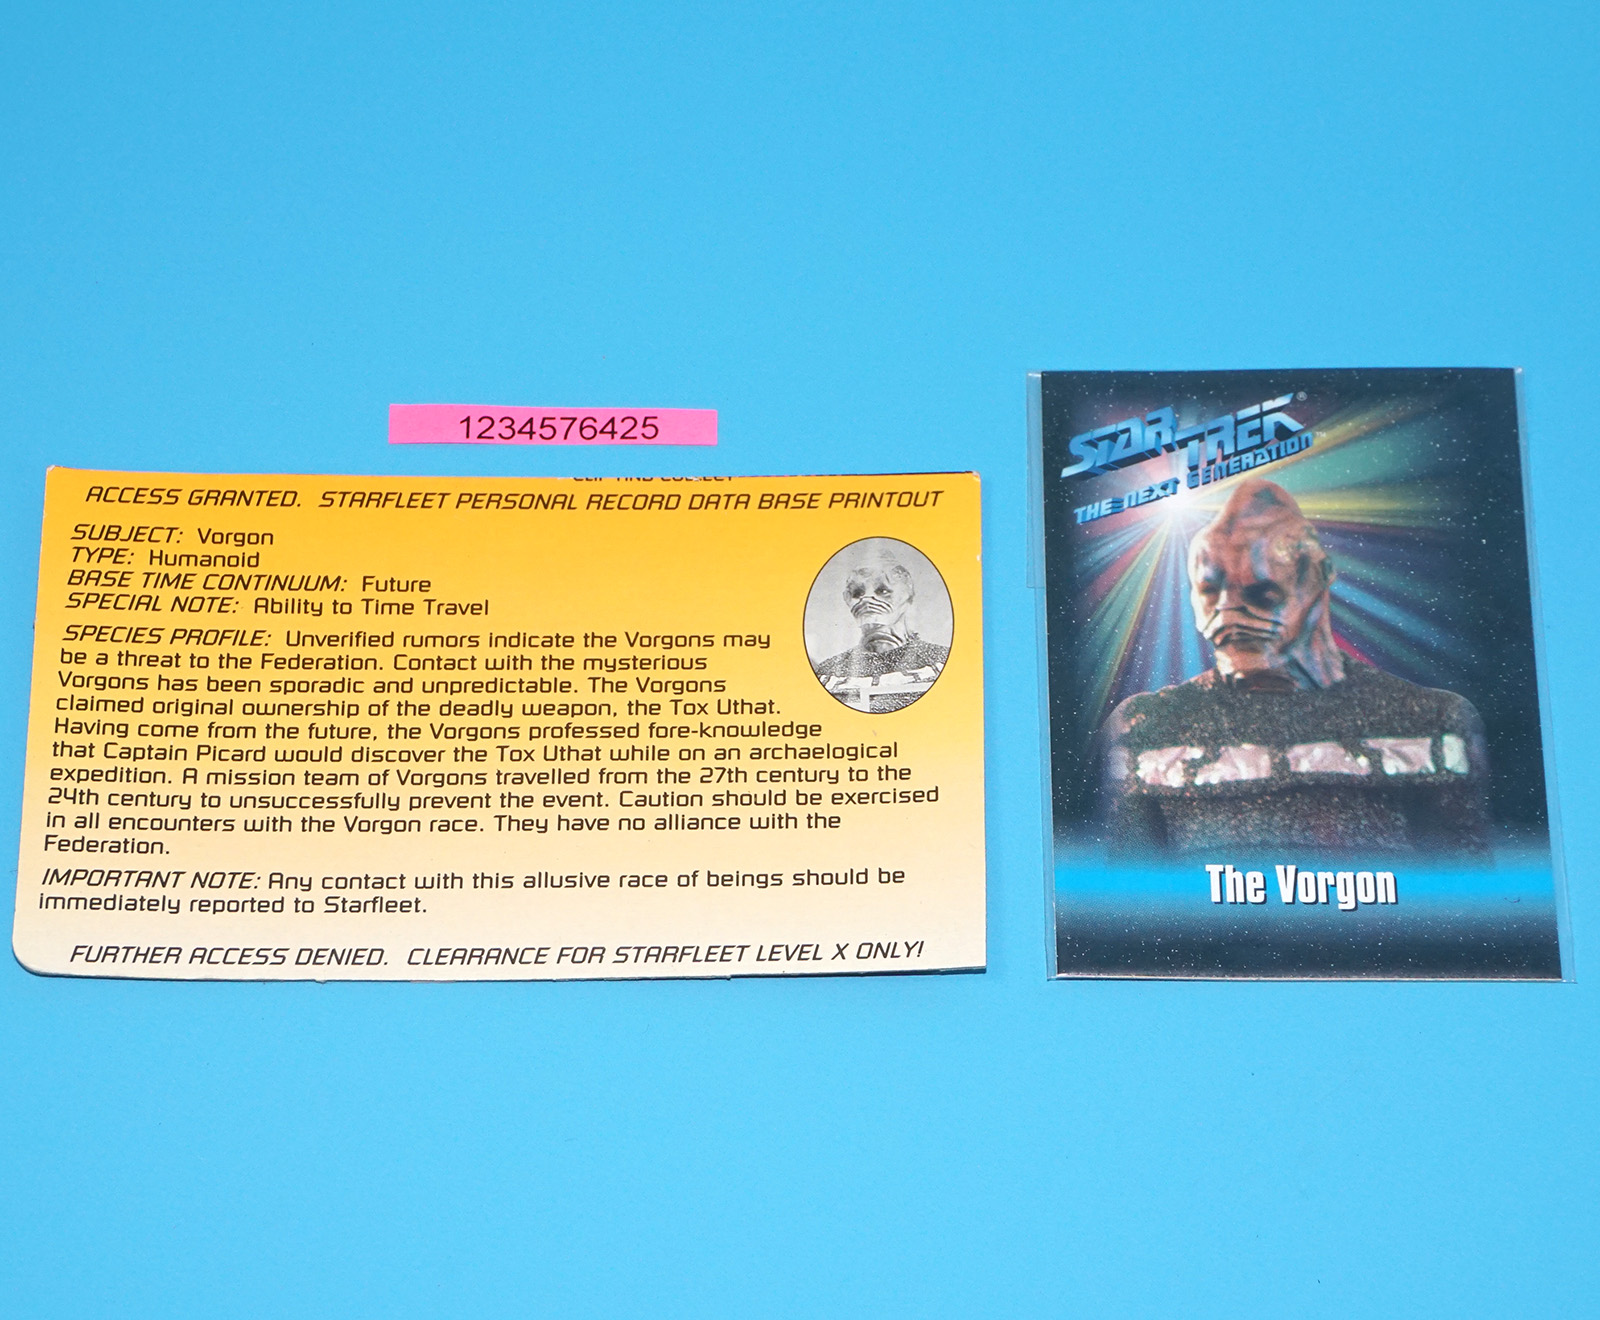 1234576425
CLIP AND COLLECT
ACCESS GRANTED. STARFLEET PERSONAL RECORD DATA BASE PRINTOUT
SUBJECT: Vorgon
TYPE: Humanoid
BASE TIME CONTINUUM: Future
SPECIAL NOTE: Ability to Time Travel
SPECIES PROFILE: Unverified rumors indicate the Vorgons may
be a threat to the Federation. Contact with the mysterious
Vorgons has been sporadic and unpredictable. The Vorgons
claimed original ownership of the deadly weapon, the Tox Uthat.
Having come from the future, the Vorgons professed fore-knowledge
that Captain Picard would discover the Tox Uthat while on an archaelogical
expedition. A mission team of Vorgons travelled from the 27th century to the
24th century to unsuccessfully prevent the event. Caution should be exercised
in all encounters with the Vorgon race. They have no alliance with the
Federation.
IMPORTANT NOTE: Any contact with this allusive race of beings should be
immediately reported to Starfleet.
FURTHER ACCESS DENIED. CLEARANCE FOR STARFLEET LEVEL X ONLY!
STAR TREK®
THE NEXT GENERATION
The Vorgon